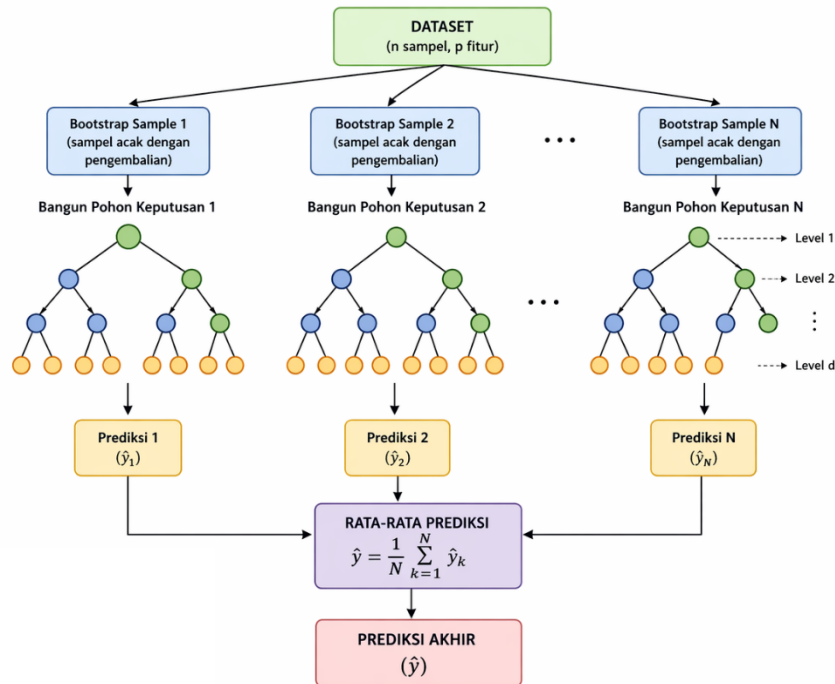 DATASET
(n sampel, p fitur)
Bootstrap Sample 1
(sampel acak dengan
pengembalian)
Bootstrap Sample 2
(sampel acak dengan
pengembalian)
...
Bootstrap Sample N
(sampel acak dengan
pengembalian)
Bangun Pohon Keputusan 1
Bangun Pohon Keputusan 2
Bangun Pohon Keputusan N
Level 1
Level 2
...
⋮
Level d
Prediksi 1
(ŷ₁)
Prediksi 2
(ŷ₂)
Prediksi N
(ŷ_N)
RATA-RATA PREDIKSI
ŷ = 1/N ∑_{k=1}^{N} ŷ_k
PREDIKSI AKHIR
(ŷ)